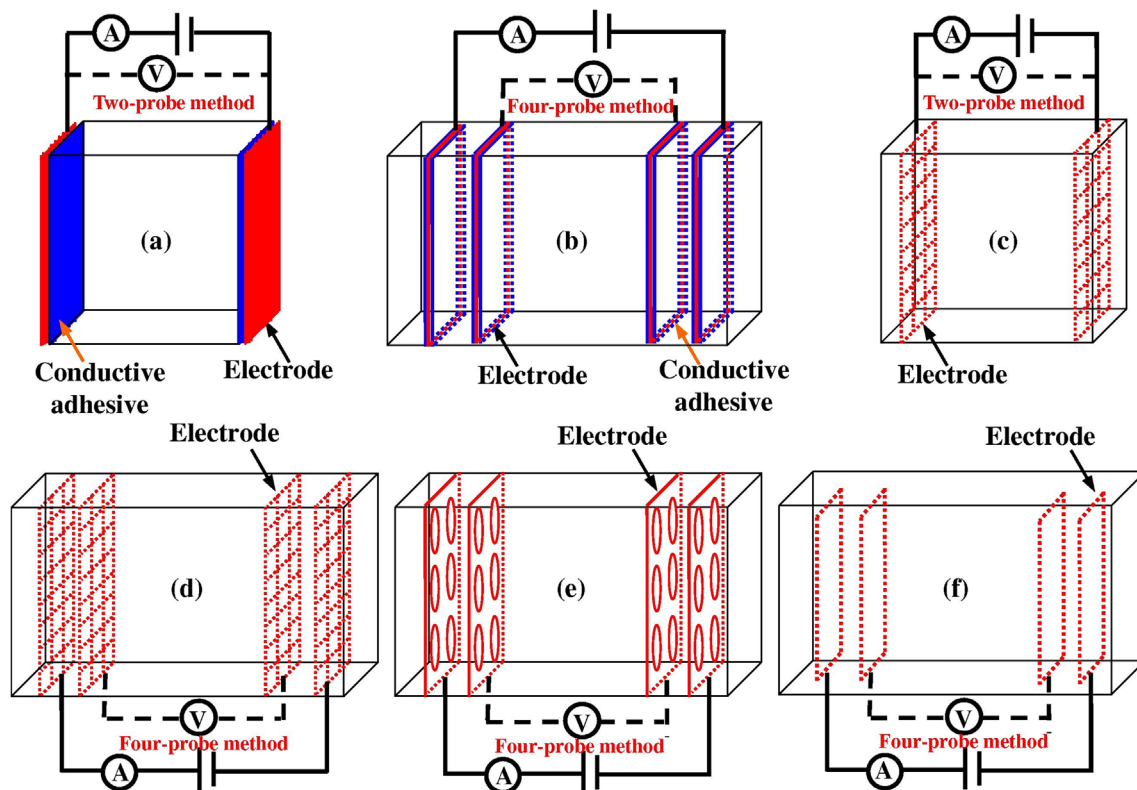 A
V
Two-probe method
(a)
Conductive
adhesive
Electrode
A
V
Four-probe method
(b)
Electrode
Conductive
adhesive
A
V
Two-probe method
(c)
Electrode
Electrode
(d)
V
Four-probe method
A
Electrode
(e)
V
Four-probe method
A
Electrode
(f)
V
Four-probe method
A